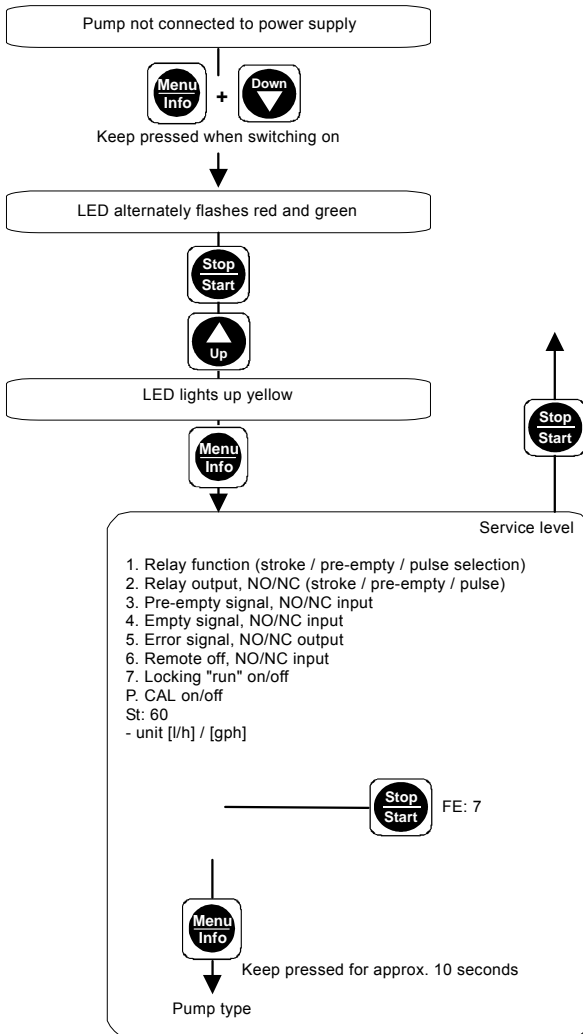 Pump not connected to power supply
Menu
Info
+
Down
Keep pressed when switching on
LED alternately flashes red and green
Stop
Start
Up
LED lights up yellow
Menu
Info
Stop
Start
Service level
1. Relay function (stroke / pre-empty / pulse selection)
2. Relay output, NO/NC (stroke / pre-empty / pulse)
3. Pre-empty signal, NO/NC input
4. Empty signal, NO/NC input
5. Error signal, NO/NC output
6. Remote off, NO/NC input
7. Locking "run" on/off
P. CAL on/off
St: 60
- unit [l/h] / [gph]
Stop
Start
FE: 7
Menu
Info
Keep pressed for approx. 10 seconds
Pump type